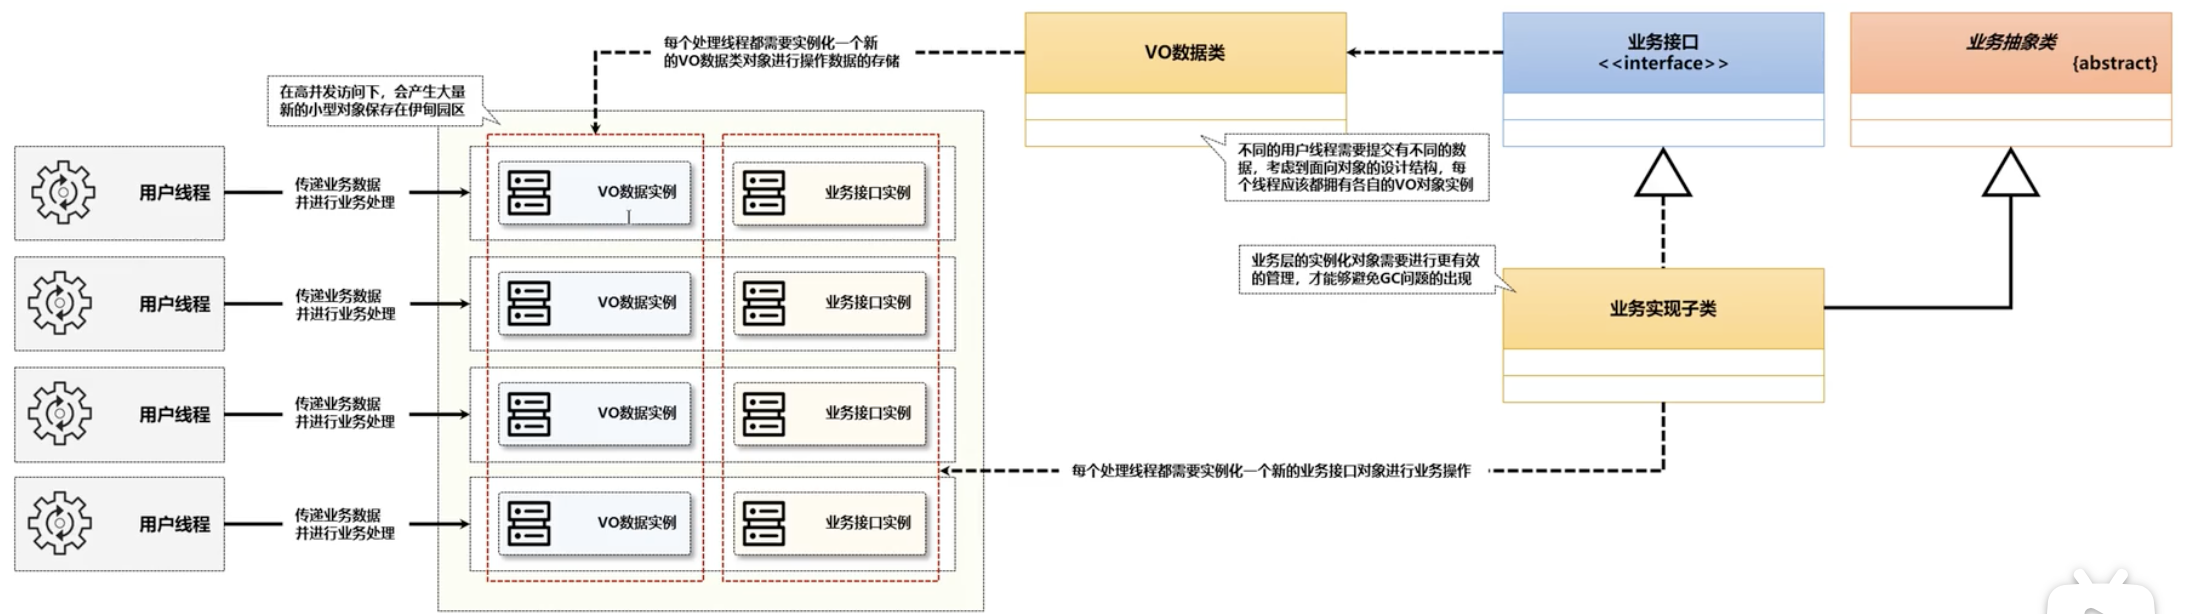 每个处理线程都需要实例化一个新
的VO数据类对象进行操作数据的存储
VO数据类
业务接口
<<interface>>
业务抽象类
{abstract}
在高并发访问下，会产生大量
新的小型对象保存在伊甸园区
不同的用户线程需要提交有不同的数
据，考虑到面向对象的设计结构，每
个线程应该都拥有各自的VO对象实例
用户线程
传递业务数据
并进行业务处理
VO数据实例
业务接口实例
业务层的实例化对象需要进行更有效
的管理，才能够避免GC问题的出现
用户线程
传递业务数据
并进行业务处理
VO数据实例
业务接口实例
业务实现子类
用户线程
传递业务数据
并进行业务处理
VO数据实例
业务接口实例
每个处理线程都需要实例化一个新的业务接口对象进行业务操作
用户线程
传递业务数据
并进行业务处理
VO数据实例
业务接口实例